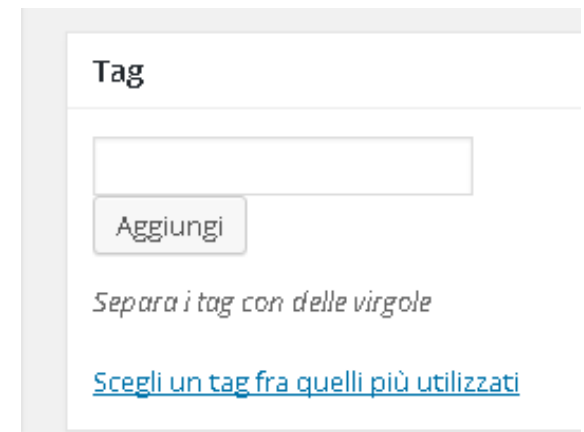 Tag
Aggiungi
Separa i tag con delle virgole
Scegli un tag fra quelli più utilizzati